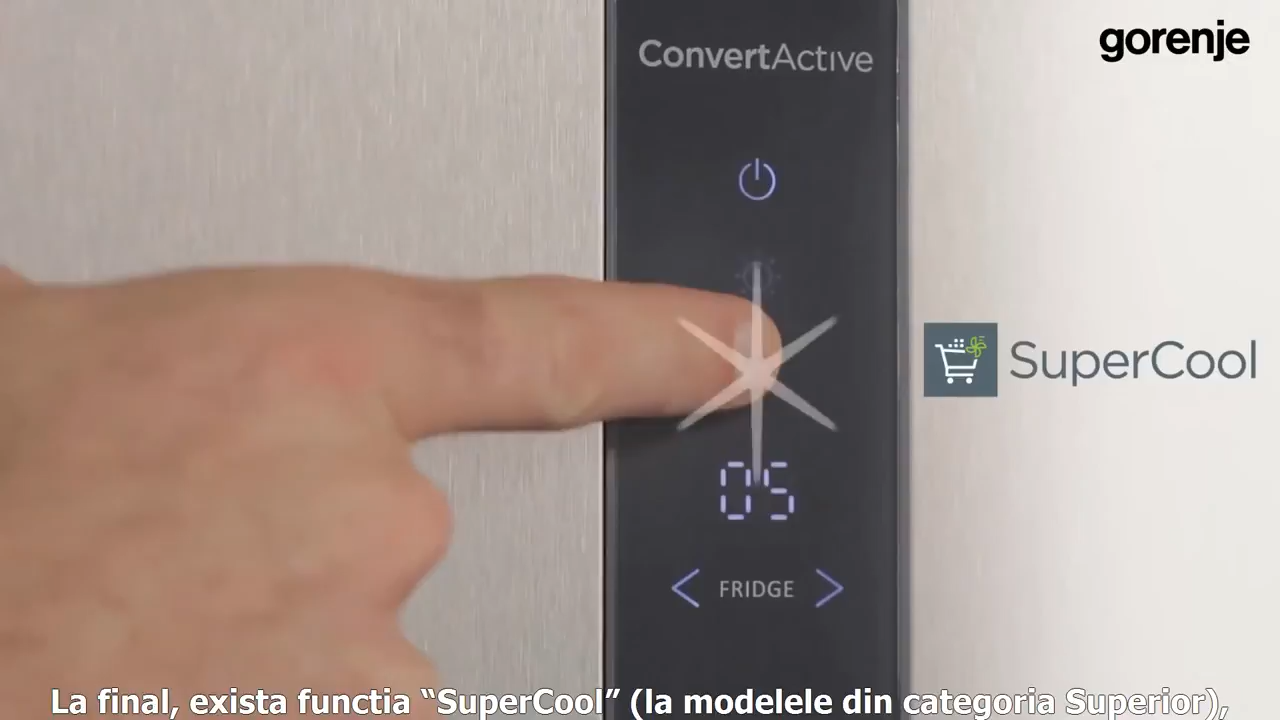 gorenje
ConvertActive
SuperCool
05
FRIDGE
La final, exista functia “SuperCool” (la modelele din categoria Superior),